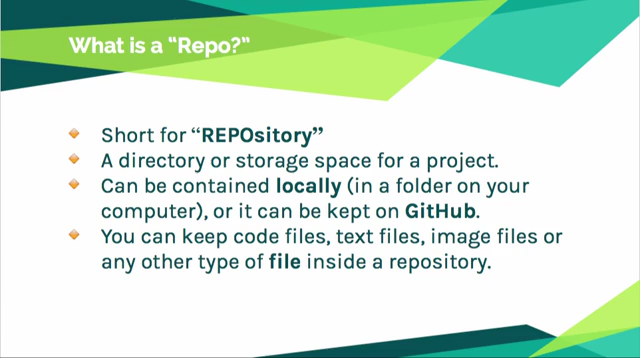 What is a “Repo?”
Short for “REPOsitory”
A directory or storage space for a project.
Can be contained locally (in a folder on your
computer), or it can be kept on GitHub.
You can keep code files, text files, image files or
any other type of file inside a repository.